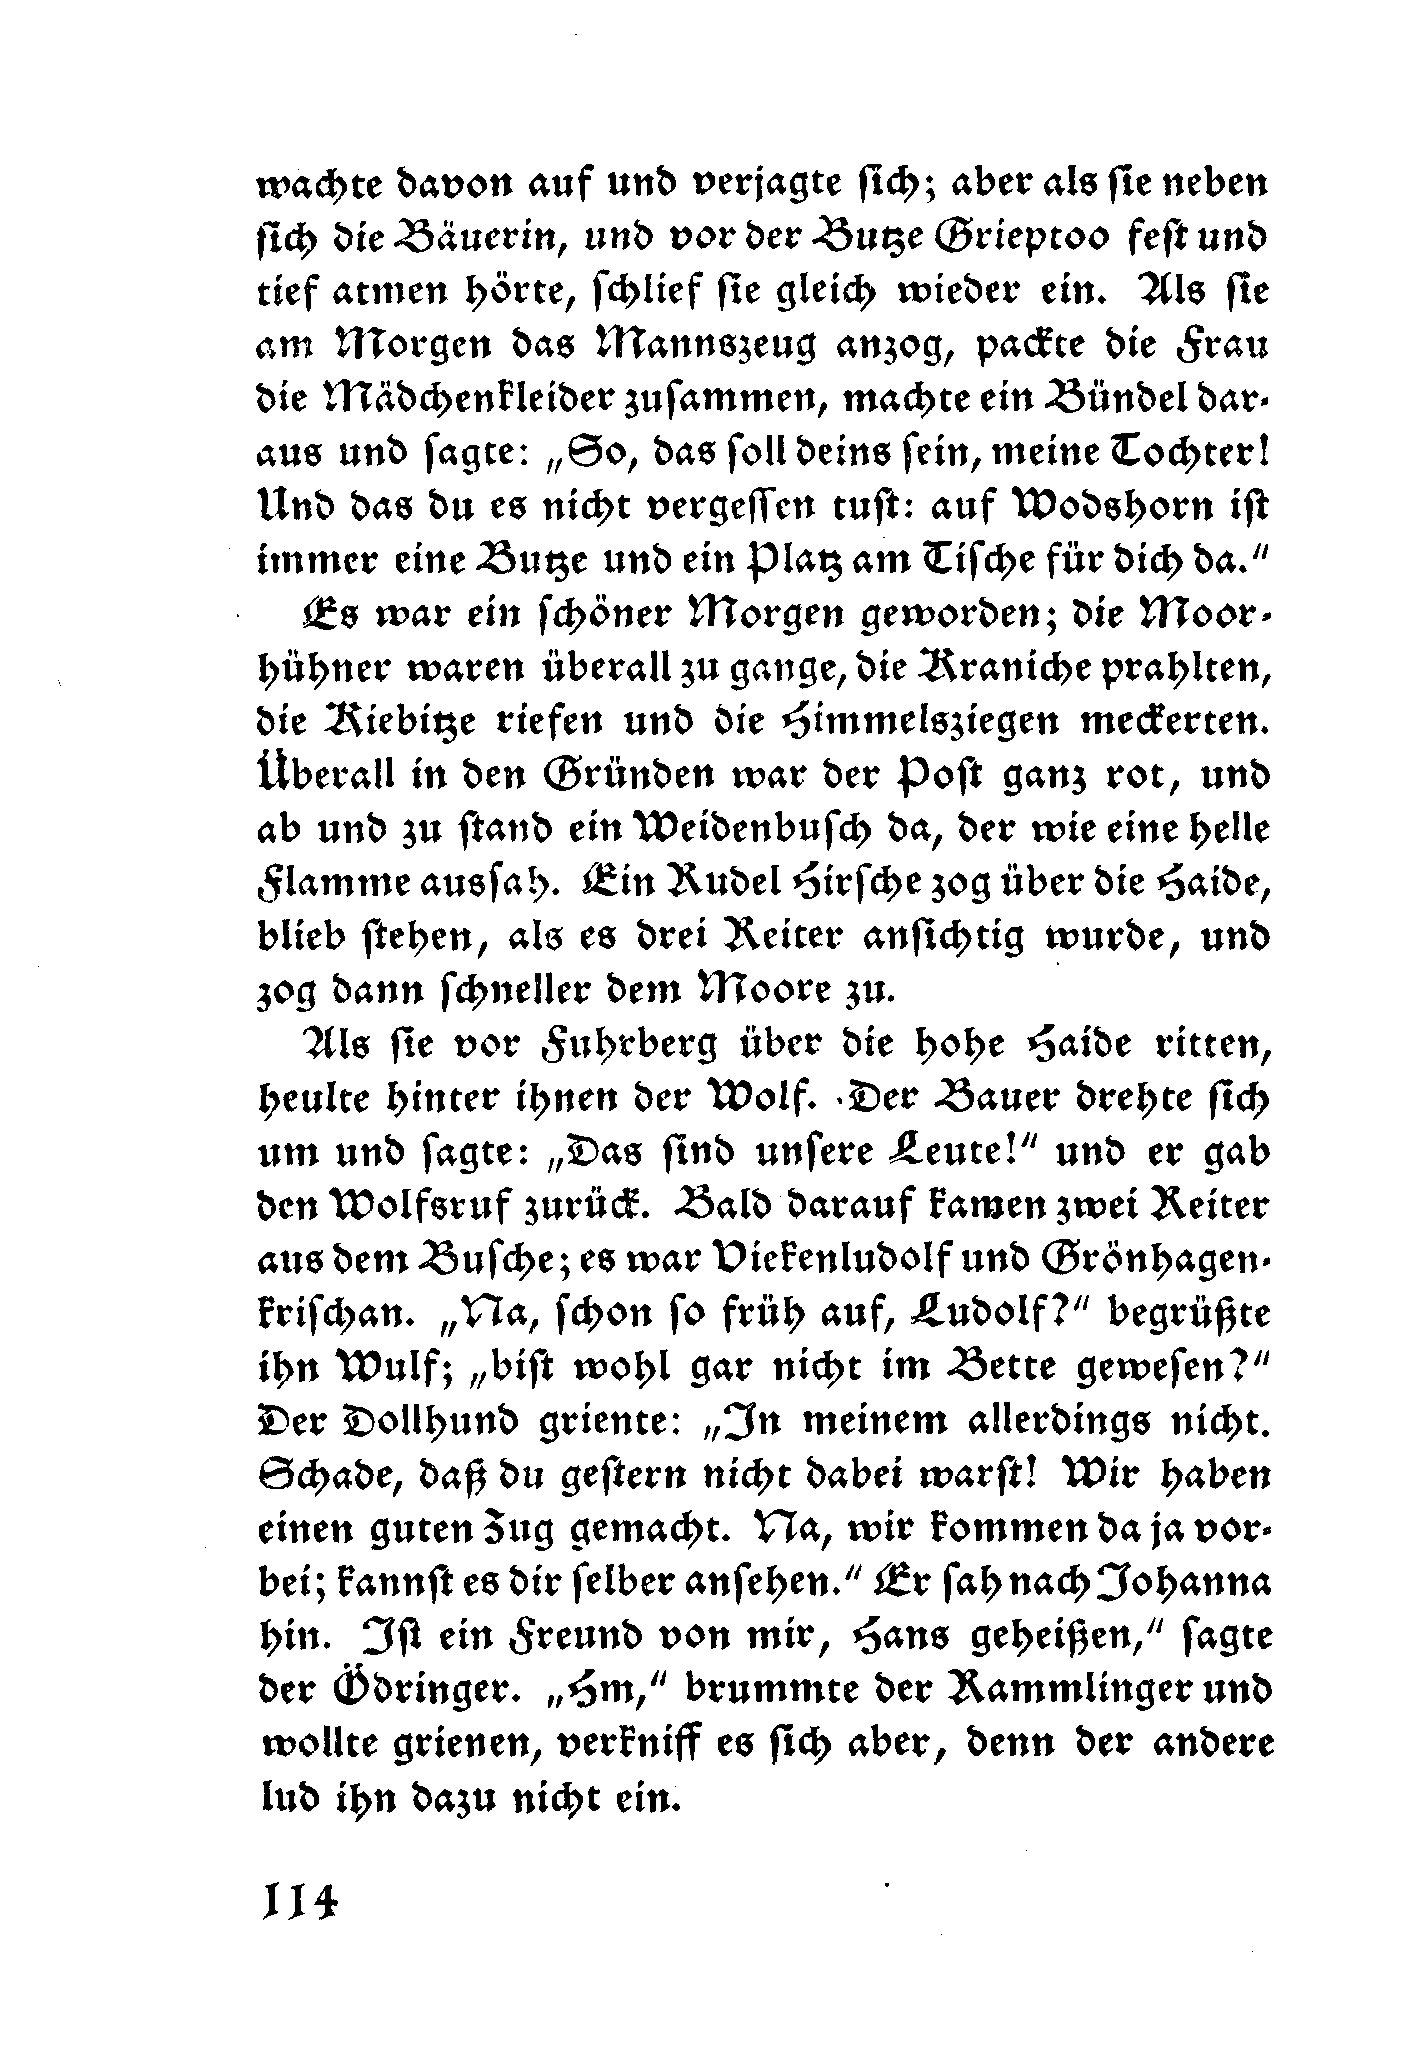 wachte davon auf und verjagte sich; aber als sie neben
sich die Bäuerin, und vor der Butze Grieptoo fest und
tief atmen hörte, schlief sie gleich wieder ein. Als sie
am Morgen das Mannszeug anzog, packte die Frau
die Mädchenkleider zusammen, machte ein Bündel dar-
aus und sagte: „So, das soll deins sein, meine Tochter!
Und das du es nicht vergessen tust: auf Wodshorn ist
immer eine Butze und ein Platz am Tische für dich da.“
Es war ein schöner Morgen geworden; die Moor-
hühner waren überall zu gange, die Kraniche prahlten,
die Kiebitze riefen und die Himmelsziegen meckerten.
Überall in den Gründen war der Post ganz rot, und
ab und zu stand ein Weidenbusch da, der wie eine helle
Flamme aussah. Ein Rudel Hirsche zog über die Haide,
blieb stehen, als es drei Reiter ansichtig wurde, und
zog dann schneller dem Moore zu.
Als sie vor Fuhrberg über die hohe Haide ritten,
heulte hinter ihnen der Wolf. Der Bauer drehte sich
um und sagte: „Das sind unsere Leute!“ und er gab
den Wolfsruf zurück. Bald darauf kamen zwei Reiter
aus dem Busche; es war Viekenludolf und Grönhagen-
krischan. „Na, schon so früh auf, Ludolf?“ begrüßte
ihn Wulf; „bist wohl gar nicht im Bette gewesen?“
Der Dollhund griente: „In meinem allerdings nicht.
Schade, daß du gestern nicht dabei warst! Wir haben
einen guten Zug gemacht. Na, wir kommen da ja vor-
bei; kannst es dir selber ansehen.“ Er sah nach Johanna
hin. Ist ein Freund von mir, Hans geheißen,“ sagte
der Ödringer. „Hm,“ brummte der Rammlinger und
wollte grienen, verkniff es sich aber, denn der andere
lud ihn dazu nicht ein.
114